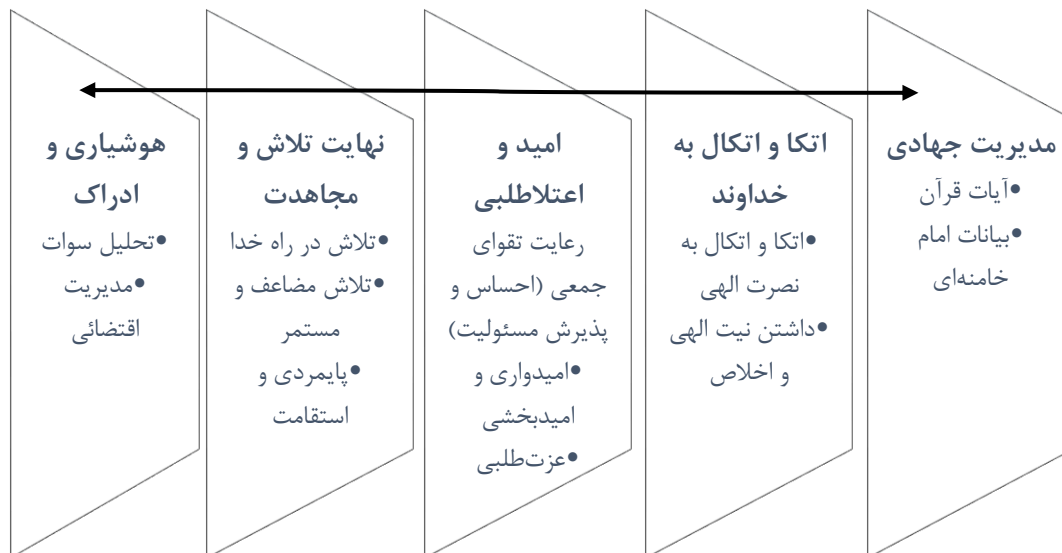 مدیریت جهادی
•آیات قرآن
•بیانات امام
خامنه‌ای
اتکا و اتکال به
خداوند
•اتکا و اتکال به
نصرت الهی
•داشتن نیت الهی
و اخلاص
امید و
اعتلاطلبی
رعایت تقوای
جمعی (احساس و
پذیرش مسئولیت)
•امیدواری و
امیدبخشی
•عزت‌طلبی
نهایت تلاش و
مجاهدت
•تلاش در راه خدا
•تلاش مضاعف و
مستمر
•پایمردی و
استقامت
هوشیاری و
ادراک
•تحلیل سوات
•مدیریت
اقتضائی